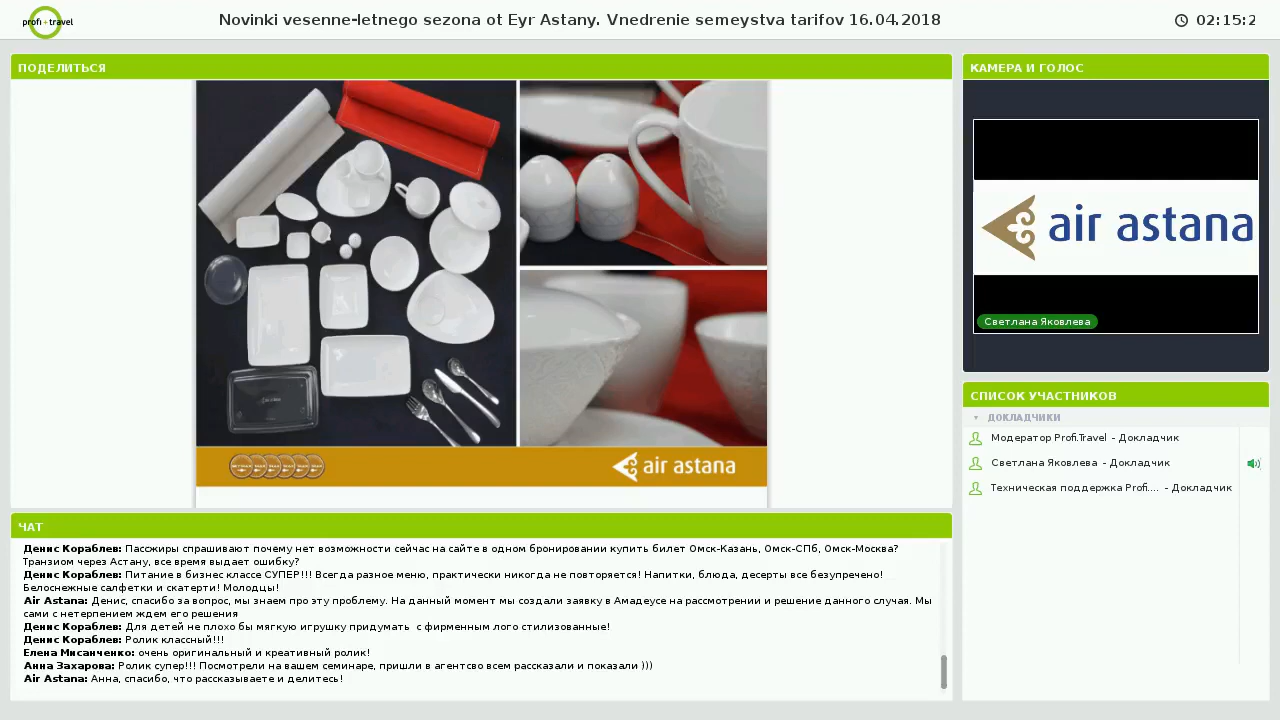 profi+travel
Novinki vesenne-letnego sezona ot Eyr Astany. Vnedrenie semeystva tarifov 16.04.2018
02:15:2
ПОДЕЛИТЬСЯ
КАМЕРА И ГОЛОС
air astana
Светлана Яковлева
air astana
СПИСОК УЧАСТНИКОВ
ДОКЛАДЧИКИ
Модератор Profi.Travel - Докладчик
Светлана Яковлева - Докладчик
Техническая поддержка Profi.... - Докладчик
ЧАТ
Денис Кораблев: Пассжиры спрашивают почему нет возможности сейчас на сайте в одном бронировании купить билет Омск-Казань, Омск-СПб, Омск-Москва?
Транзиом через Астану, все время выдает ошибку?
Денис Кораблев: Питание в бизнес классе СУПЕР!!! Всегда разное меню, практически никогда не повторяется! Напитки, блюда, десерты все безупречено!
Белоснежные салфетки и скатерти! Молодцы!
Air Astana: Денис, спасибо за вопрос, мы знаем про эту проблему. На данный момент мы создали заявку в Амадеусе на рассмотрении и решение данного случая. Мы
сами с нетерпением ждем его решения
Денис Кораблев: Для детей не плохо бы мягкую игрушку придумать  с фирменным лого стилизованные!
Денис Кораблев: Ролик классный!!!
Елена Мисанченко: очень оригинальный и креативный ролик!
Анна Захарова: Ролик супер!!! Посмотрели на вашем семинаре, пришли в агентсво всем рассказали и показали )))
Air Astana: Анна, спасибо, что рассказываете и делитесь!